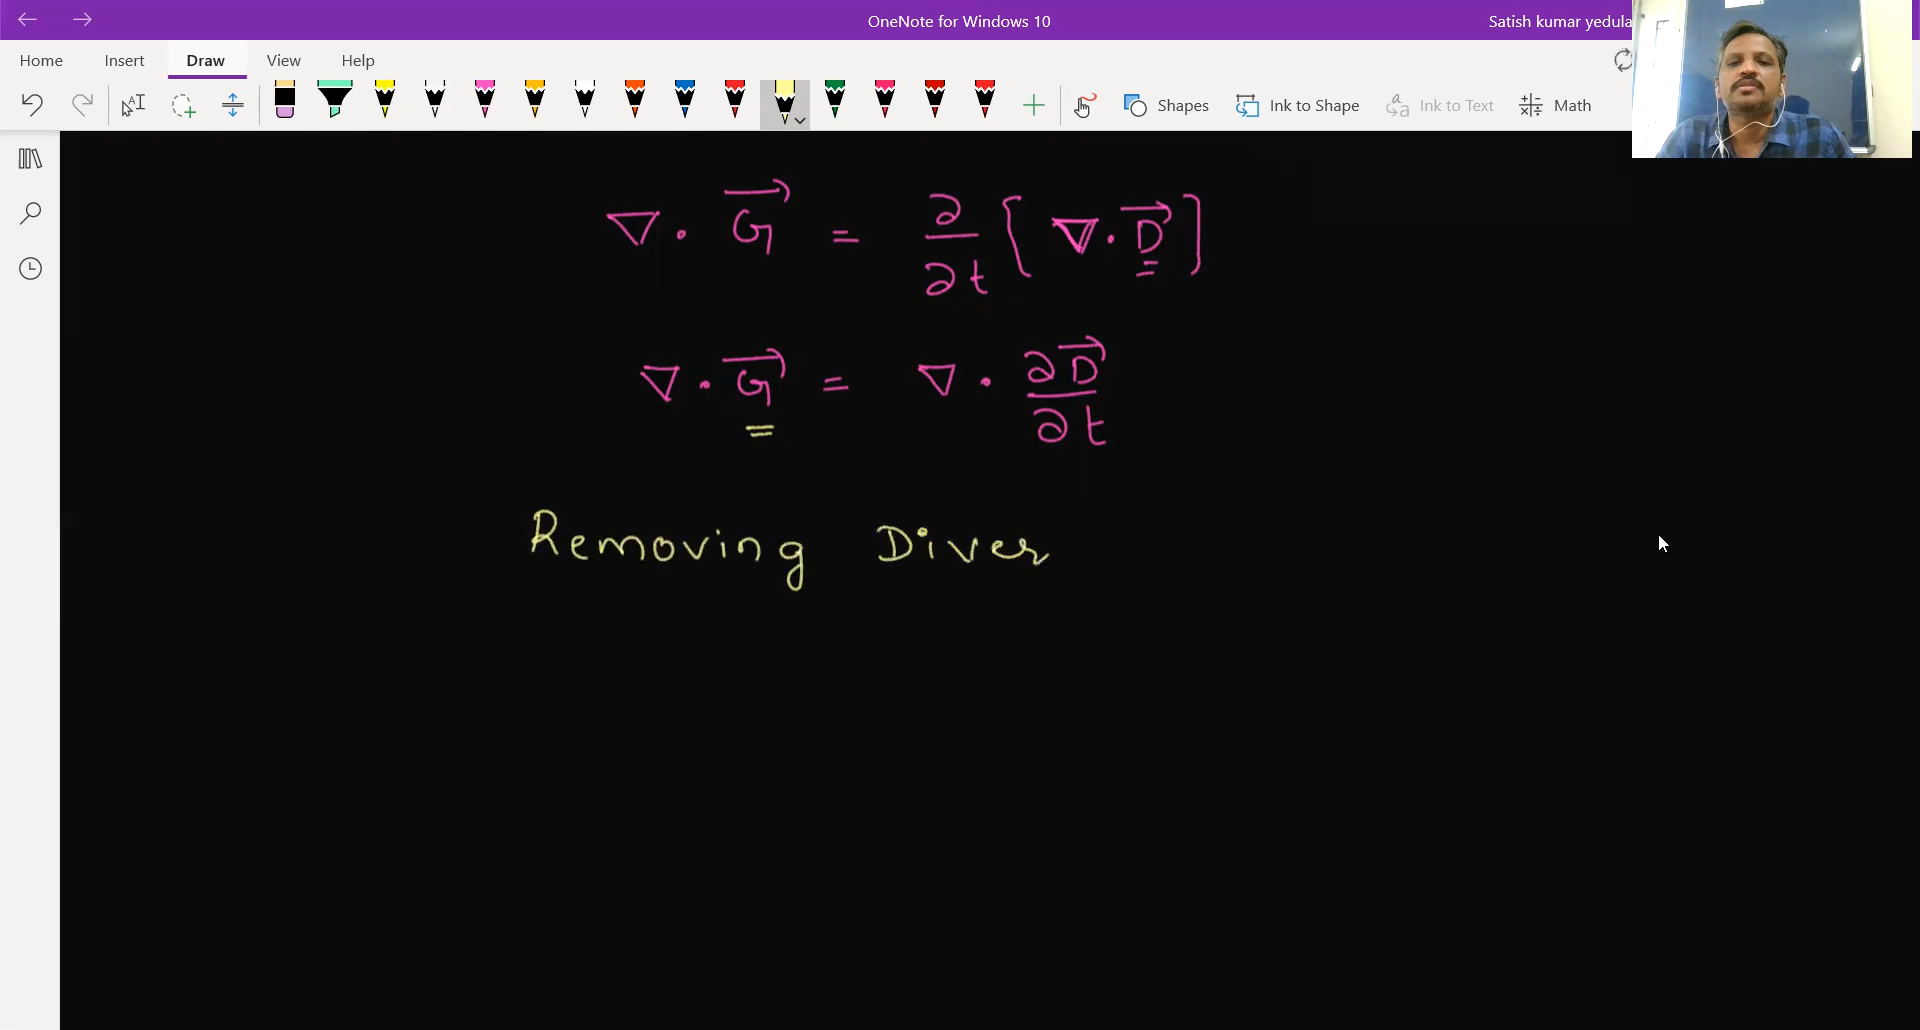 OneNote for Windows 10
Satish kumar yedula
Home Insert Draw View Help
Shapes Ink to Shape Ink to Text Math
∇ · G⃗ = ∂/∂t [ ∇ · D⃗ ]
∇ · G⃗ = ∇ · ∂D⃗/∂t
Removing Diver